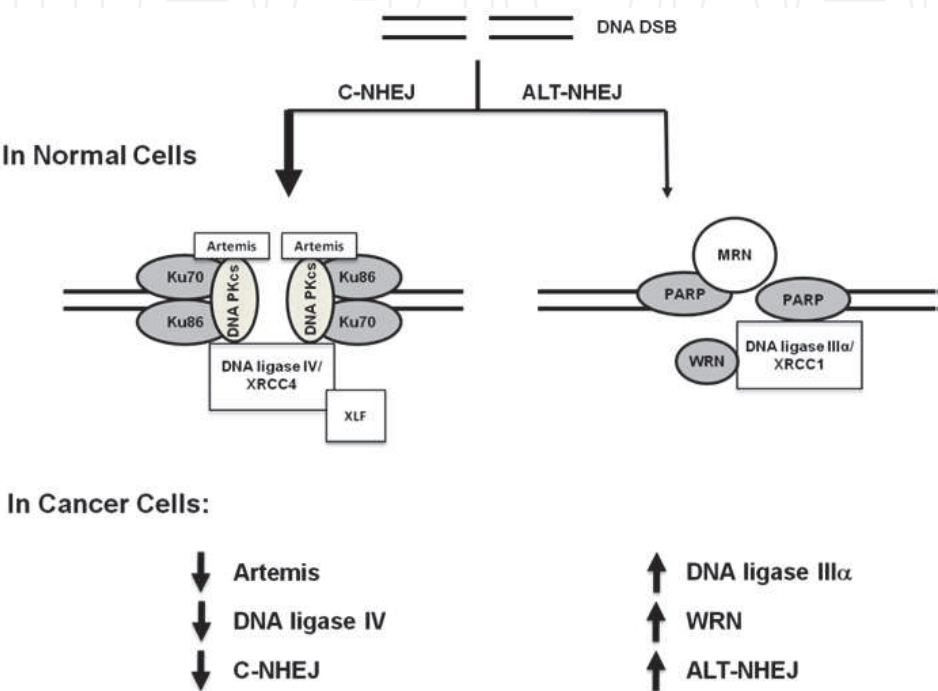 DNA DSB
C-NHEJ
ALT-NHEJ
In Normal Cells
Artemis
Artemis
Ku70
DNA PKcs
DNA PKcs
Ku86
Ku86
Ku70
DNA ligase IV/
XRCC4
XLF
MRN
PARP
PARP
WRN
DNA ligase IIIα/
XRCC1
In Cancer Cells:
Artemis
DNA ligase IV
C-NHEJ
DNA ligase IIIα
WRN
ALT-NHEJ